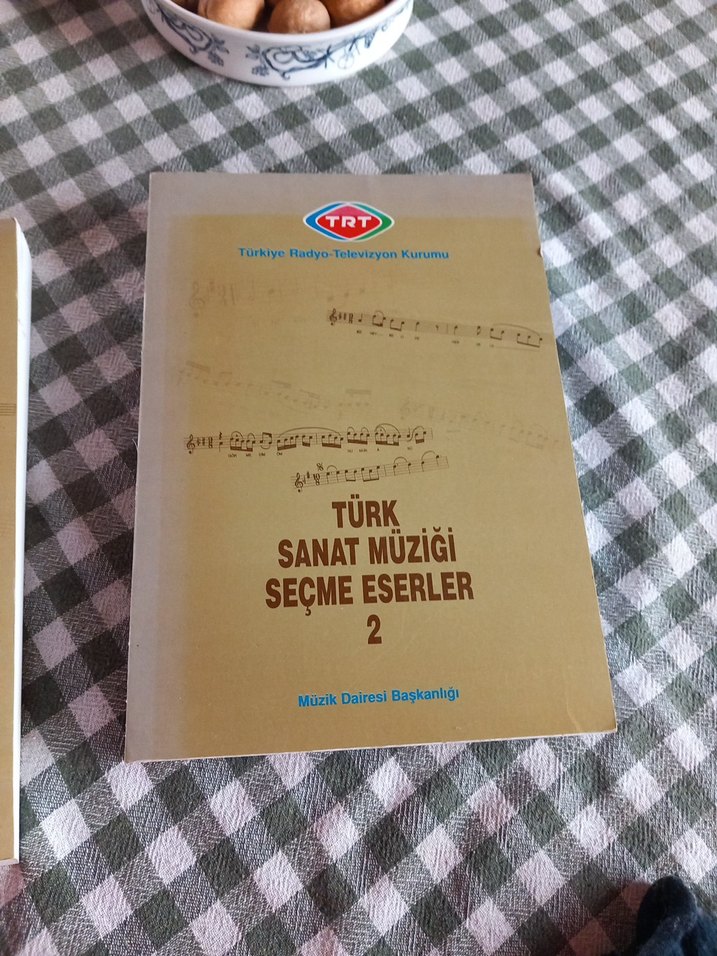 TRT
Türkiye Radyo-Televizyon Kurumu
TÜRK
SANAT MÜZİĞİ
SEÇME ESERLER
2
Müzik Dairesi Başkanlığı